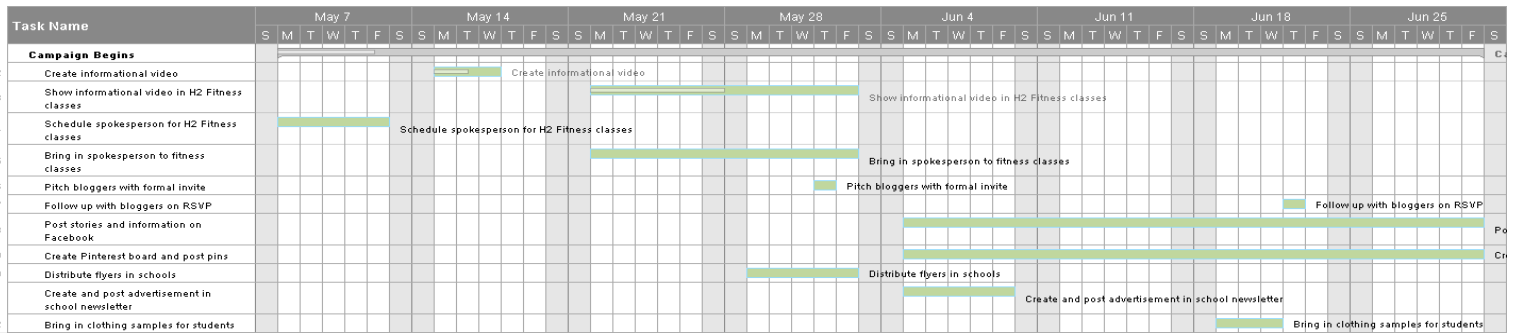 Task Name
May 7 May 14 May 21 May 28 Jun 4 Jun 11 Jun 18 Jun 25
S M T W T F S S M T W T F S S M T W T F S S M T W T F S S M T W T F S S M T W T F S S M T W T F S S M T W T F S
Campaign Begins
Create informational video Create informational video
Show informational video in H2 Fitness
classes
Show informational video in H2 Fitness classes
Schedule spokesperson for H2 Fitness
classes
Schedule spokesperson for H2 Fitness classes
Bring in spokesperson to fitness
classes
Bring in spokesperson to fitness classes
Pitch bloggers with formal invite Pitch bloggers with formal invite
Follow up with bloggers on RSVP Follow up with bloggers on RSVP
Post stories and information on
Facebook
Po
Create Pinterest board and post pins Cr
Distribute flyers in schools Distribute flyers in schools
Create and post advertisement in
school newsletter
Create and post advertisement in school newsletter
Bring in clothing samples for students Bring in clothing samples for students